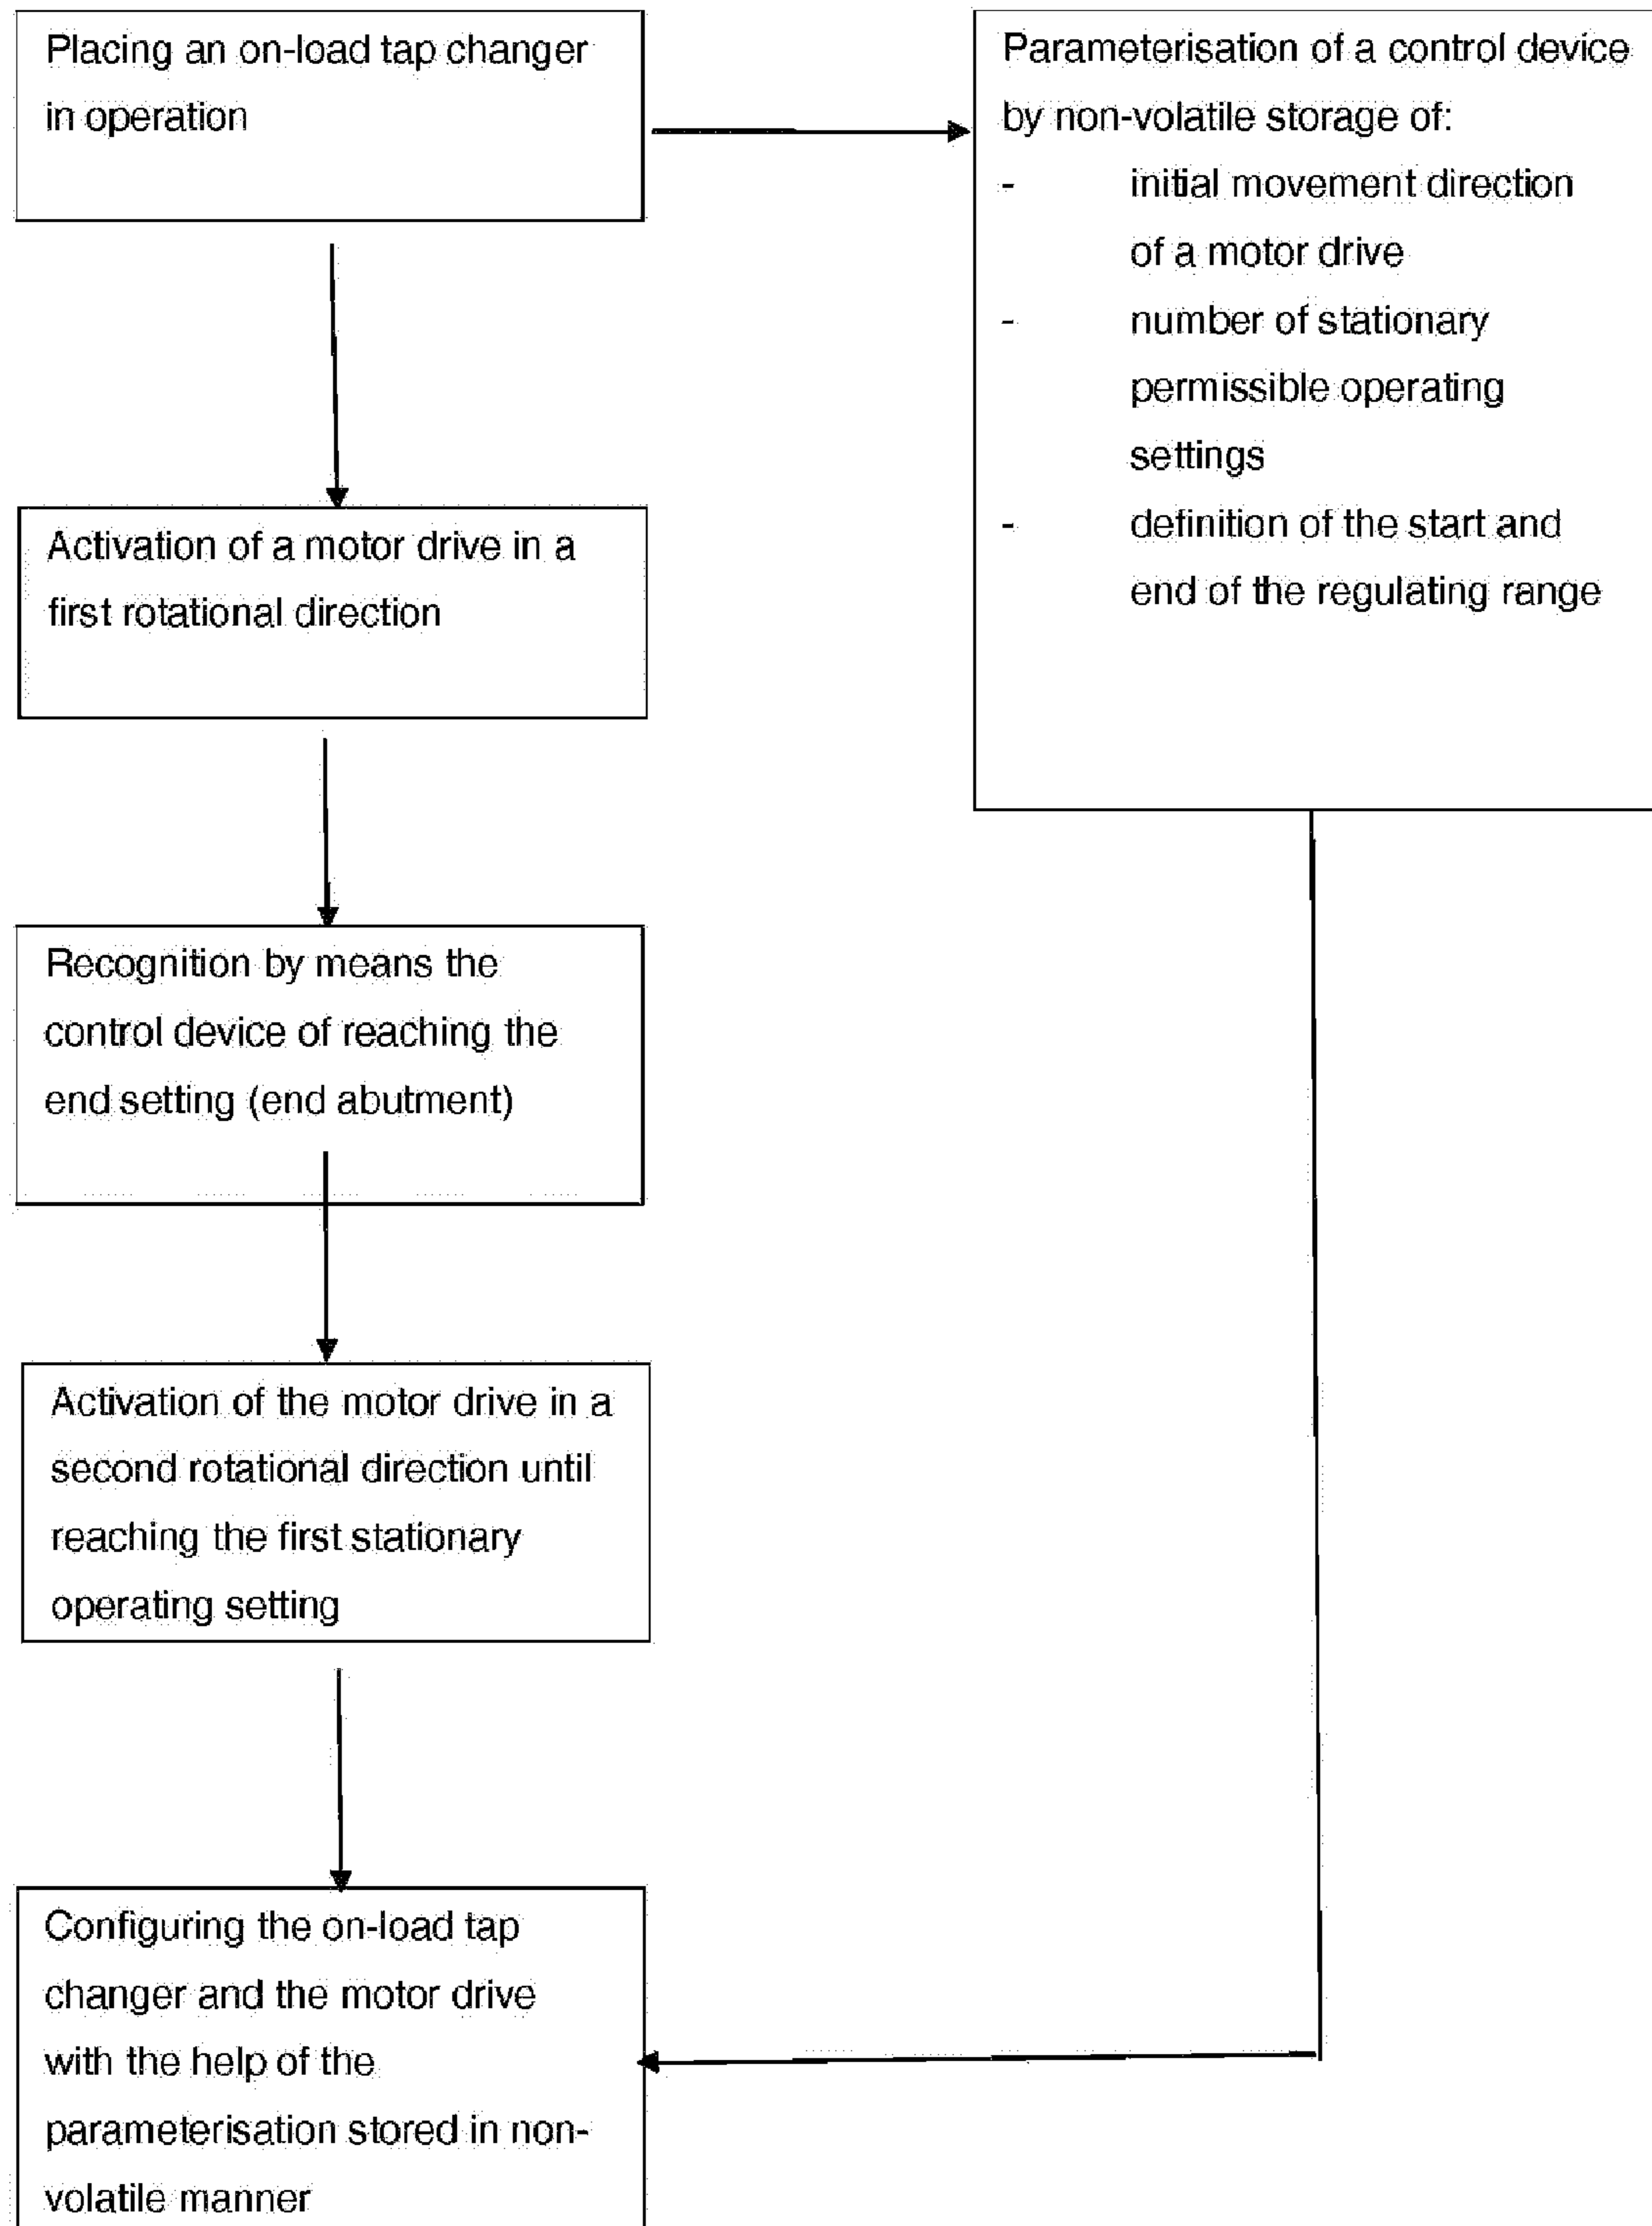 Placing an on-load tap changer
in operation
Parameterisation of a control device
by non-volatile storage of:
- initial movement direction
of a motor drive
- number of stationary
permissible operating
settings
- definition of the start and
end of the regulating range
Activation of a motor drive in a
first rotational direction
Recognition by means the
control device of reaching the
end setting (end abutment)
Activation of the motor drive in a
second rotational direction until
reaching the first stationary
operating setting
Configuring the on-load tap
changer and the motor drive
with the help of the
parameterisation stored in non-
volatile manner